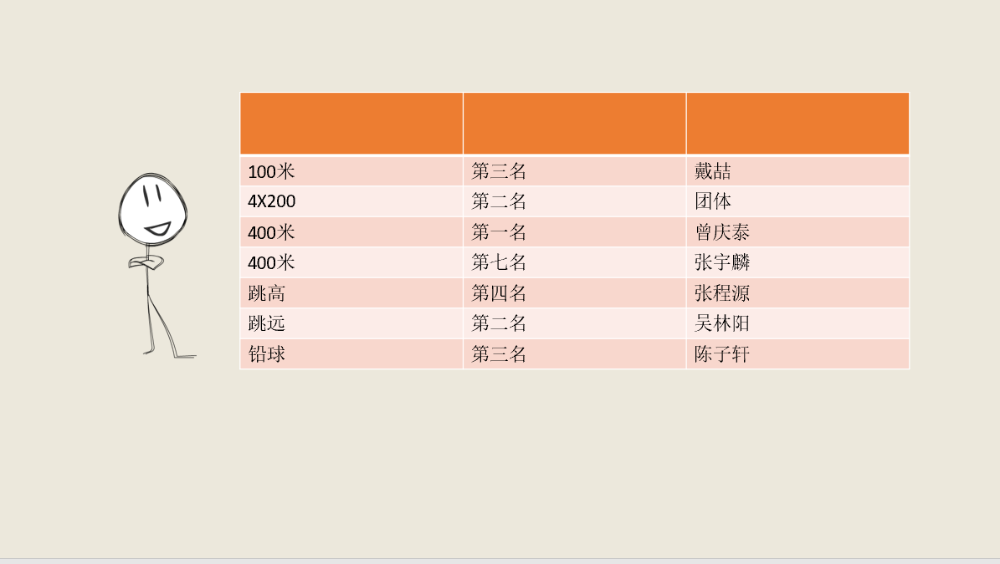 100米 第三名 戴喆
4X200 第二名 团体
400米 第一名 曾庆泰
400米 第七名 张宇麟
跳高 第四名 张程源
跳远 第二名 吴林阳
铅球 第三名 陈子轩